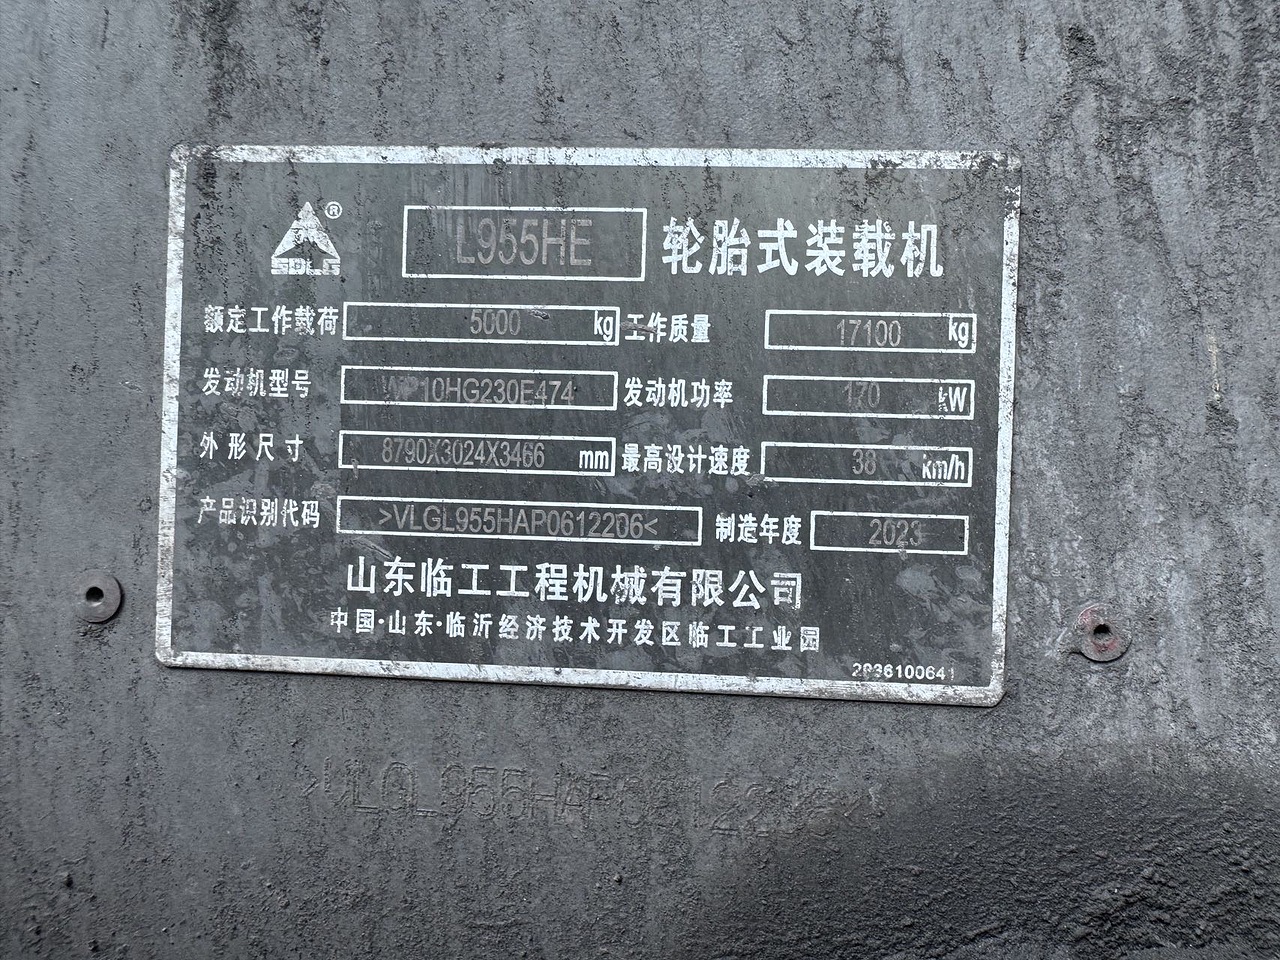 SDLG ® L955HE 轮胎式装载机
额定工作载荷 5000 kg 工作质量 17100 kg
发动机型号 WP10HG230E474 发动机功率 170 kW
外形尺寸 8790X3024X3466 mm 最高设计速度 38 km/h
产品识别代码 >VLGL955HAP0612206< 制造年度 2023
山东临工工程机械有限公司
中国·山东·临沂经济技术开发区临工工业园
2936100641